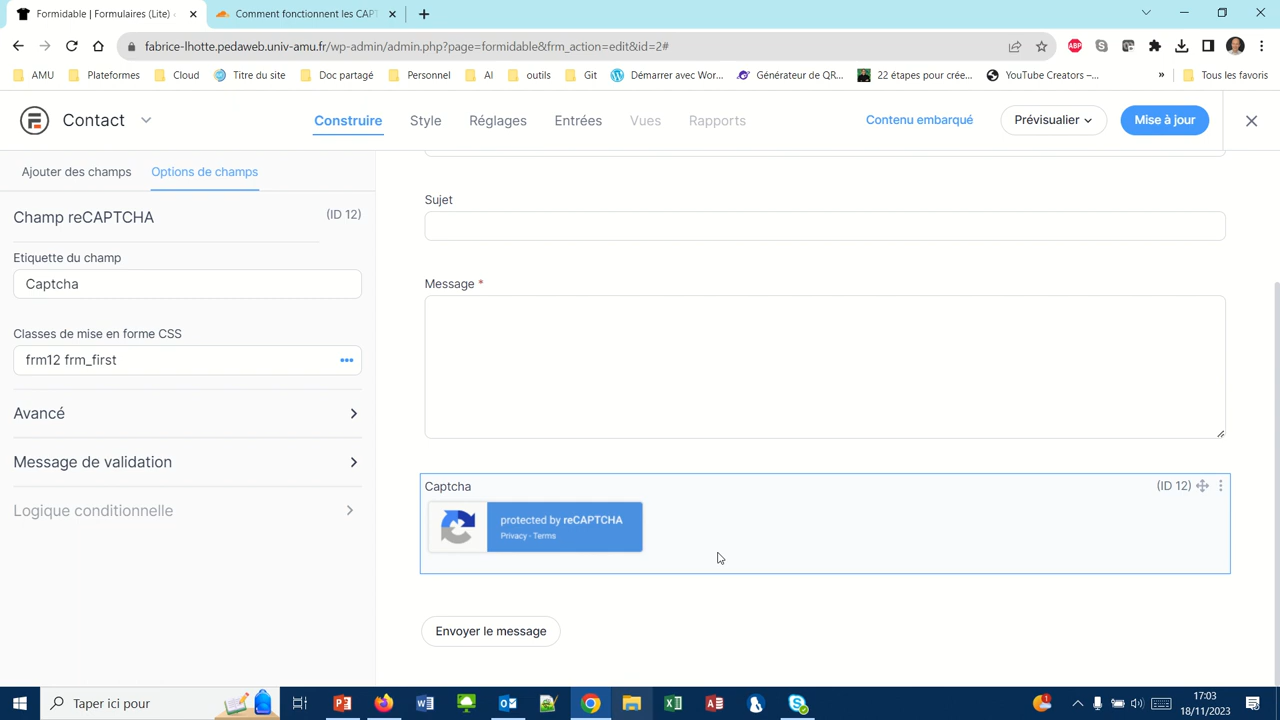 Formidable | Formulaires (Lite) ‹
Comment fonctionnent les CAPT
fabrice-lhotte.pedaweb.univ-amu.fr/wp-admin/admin.php?page=formidable&frm_action=edit&id=2#
ABP
AMU
Plateformes
Cloud
Titre du site
Doc partagé
Personnel
AI
outils
Git
Démarrer avec Wor...
Générateur de QR...
22 étapes pour crée...
YouTube Creators –...
»
Tous les favoris
Contact
Construire
Style
Réglages
Entrées
Vues
Rapports
Contenu embarqué
Prévisualier
Mise à jour
Ajouter des champs
Options de champs
Champ reCAPTCHA
(ID 12)
Etiquette du champ
Captcha
Classes de mise en forme CSS
frm12 frm_first
Avancé
Message de validation
Logique conditionnelle
Sujet
Message *
Captcha
(ID 12)
protected by reCAPTCHA
Privacy - Terms
Envoyer le message
Taper ici pour
17:03
18/11/2023